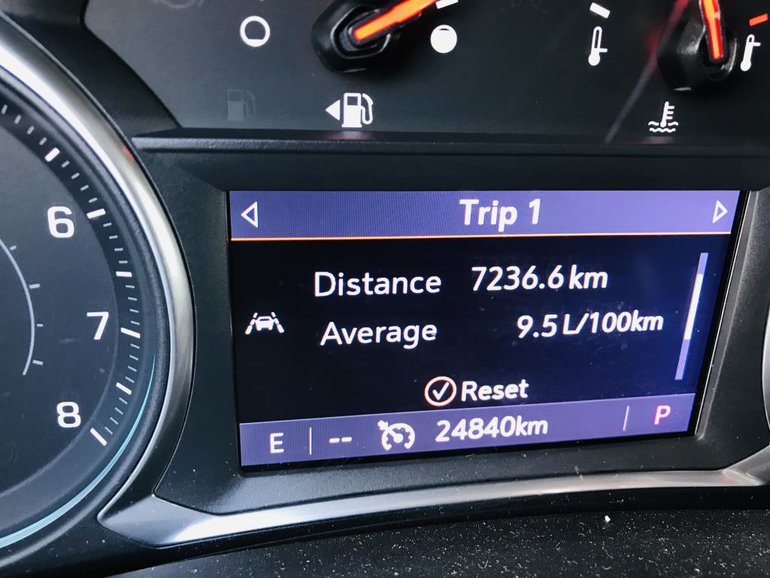 Trip 1
Distance 7236.6 km
Average 9.5 L/100km
Reset
E -- 24840km P
6
7
8